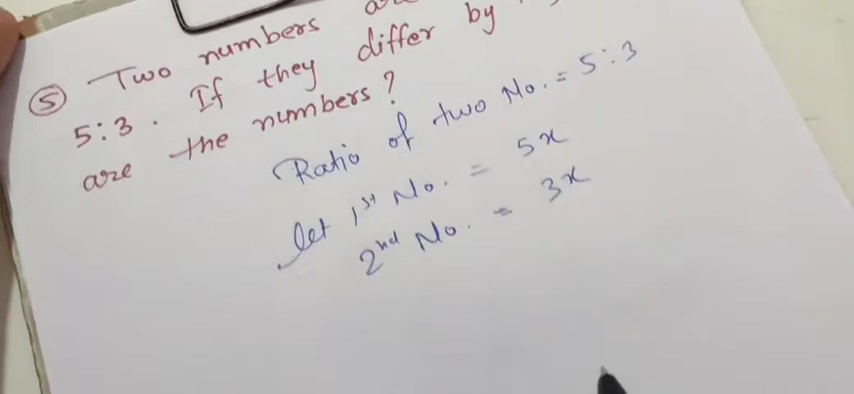 ⑤ Two numbers
5:3. If they differ by
are the numbers?
Ratio of two No. = 5:3
let 1st No. = 5x
2nd No. = 3x